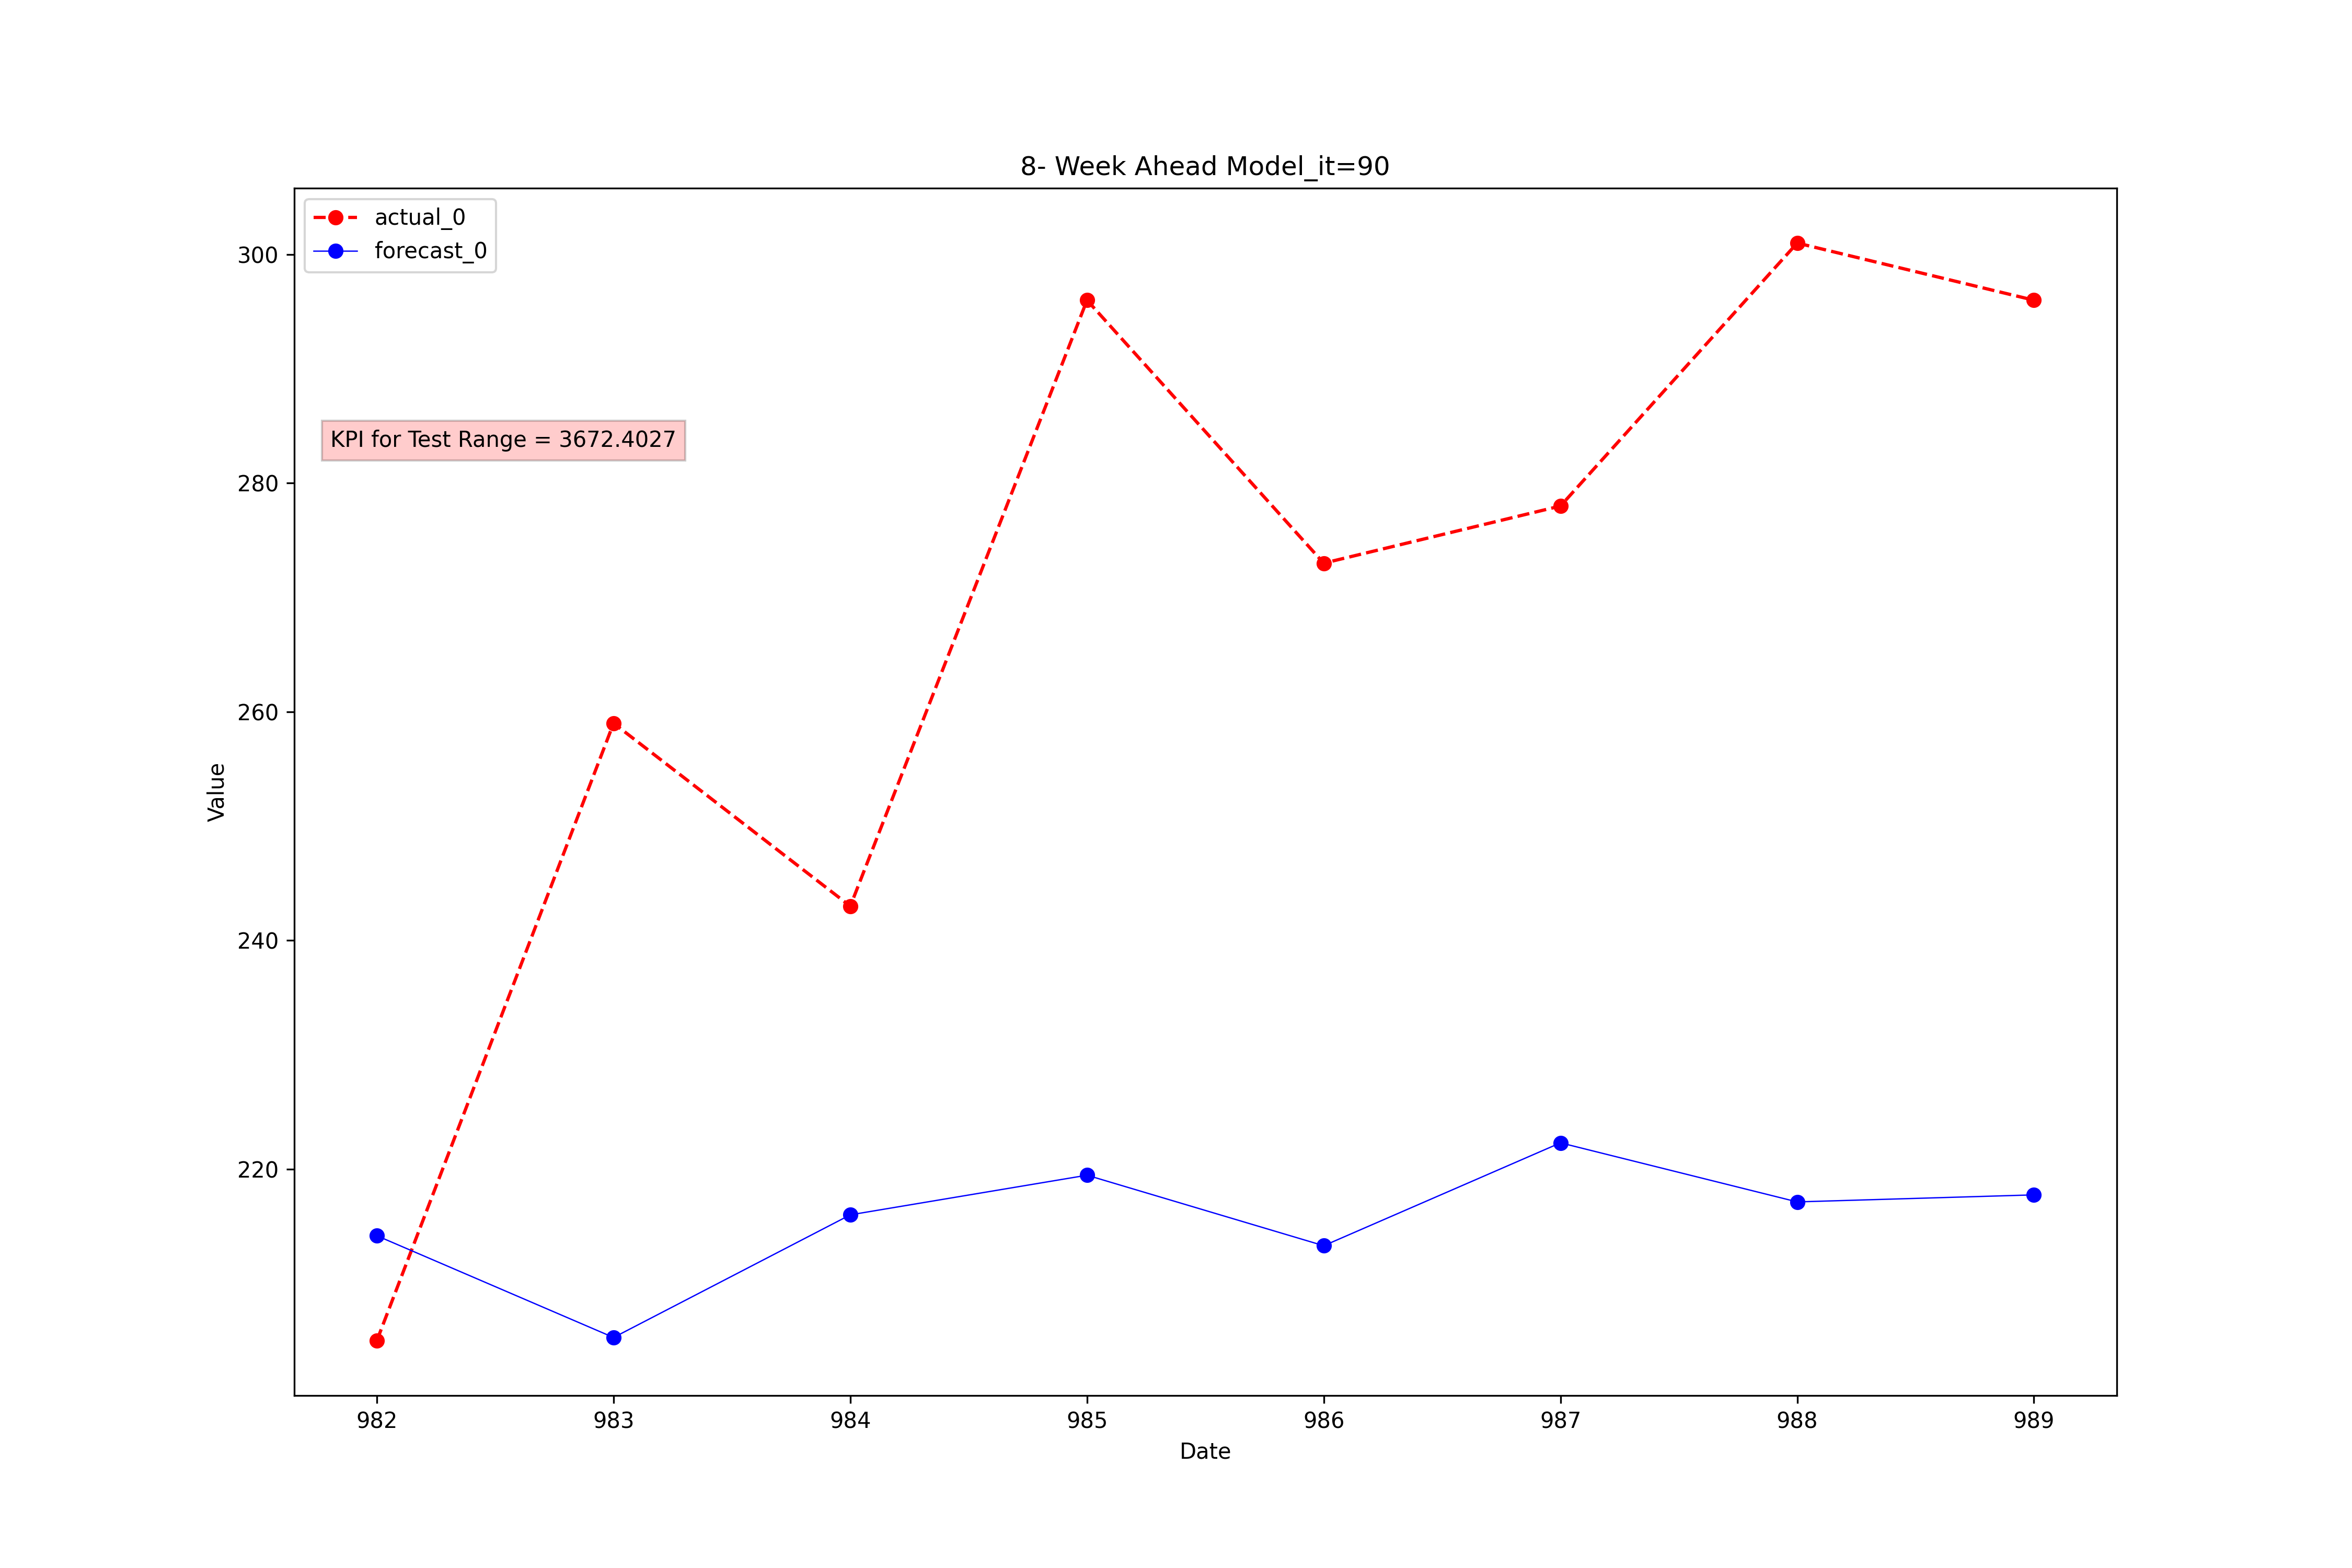 8- Week Ahead Model_it=90
actual_0
forecast_0
KPI for Test Range = 3672.4027
300
280
260
240
220
Value
982 983 984 985 986 987 988 989
Date